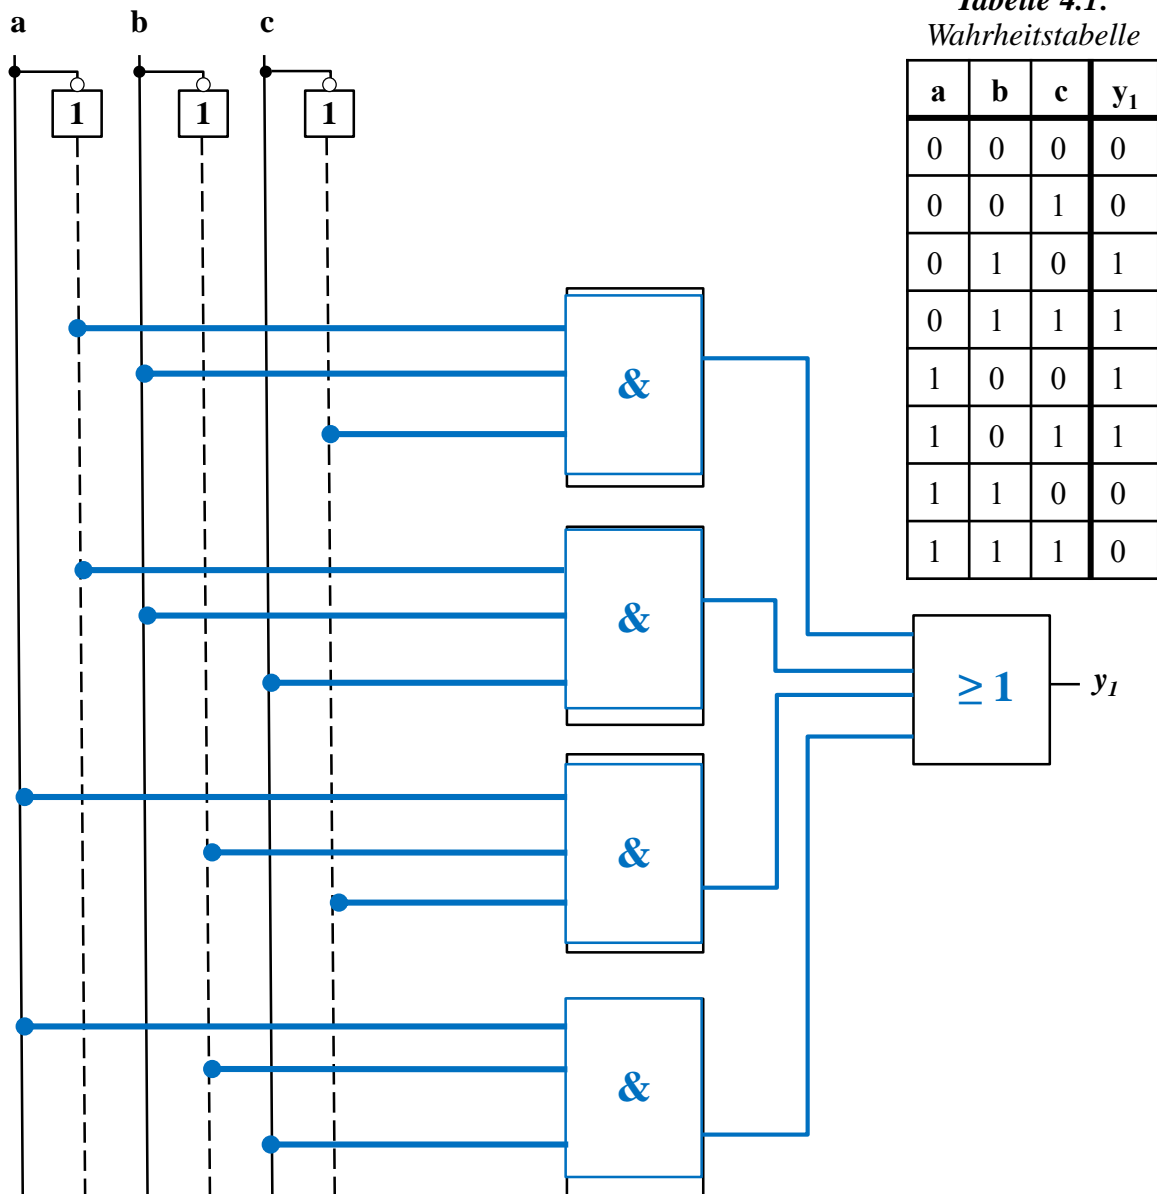 a b c
Tabelle 4.1:
Wahrheitstabelle
1 1 1
a b c y₁
0 0 0 0
0 0 1 0
0 1 0 1
0 1 1 1
1 0 0 1
1 0 1 1
1 1 0 0
1 1 1 0
&
&
≥ 1 y₁
&
&